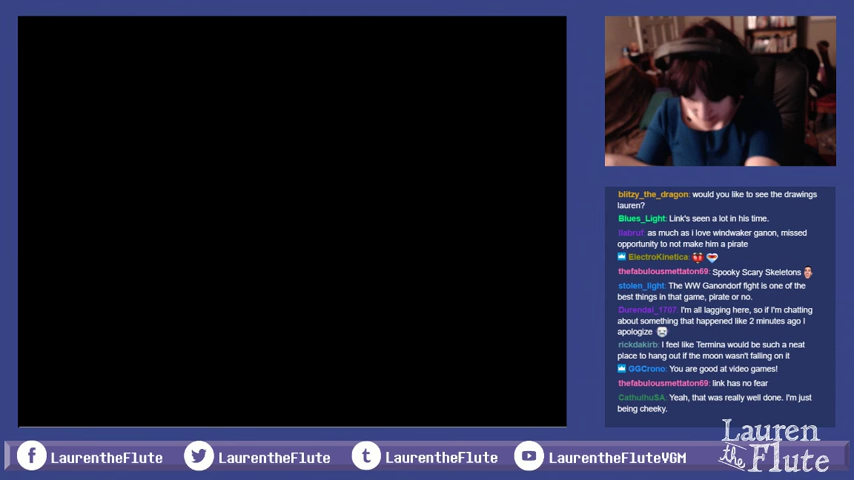 blitzy_the_dragon: would you like to see the drawings
lauren?
Blues_Light: Link's seen a lot in his time.
as much as i love windwaker ganon, missed
opportunity to not make him a pirate
ElectroKinetica:
thefabulousmettaton69: Spooky Scary Skeletons
stolen_light: The WW Ganondorf fight is one of the
best things in that game, pirate or no.
Durendal_1707: I'm all lagging here, so if I'm chatting
about something that happened like 2 minutes ago I
apologize
rickdakirb: I feel like Termina would be such a neat
place to hang out if the moon wasn't falling on it
GGCrono: You are good at video games!
thefabulousmettaton69: link has no fear
CathulhuSA: Yeah, that was really well done. I'm just
being cheeky.
Lauren
the Flute
LaurentheFlute
LaurentheFlute
LaurentheFlute
LaurentheFluteVGM